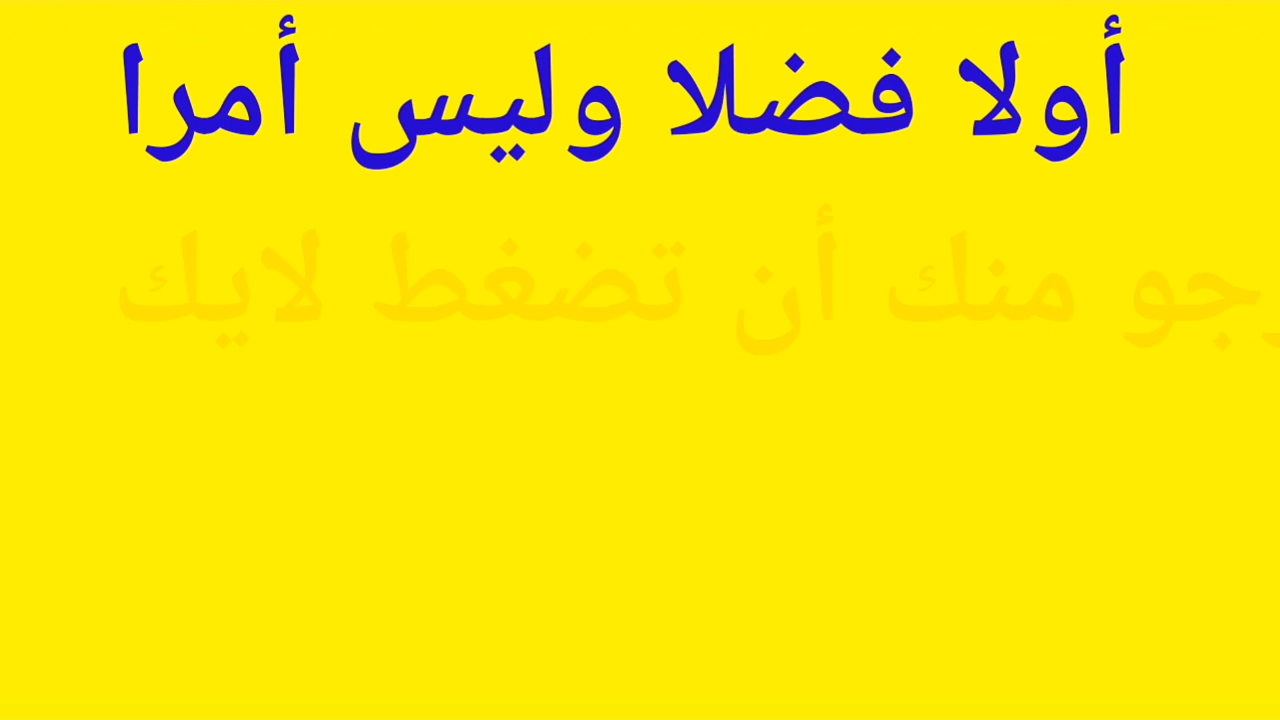 أولا فضلا وليس أمرا
منك أن تضغط لايك